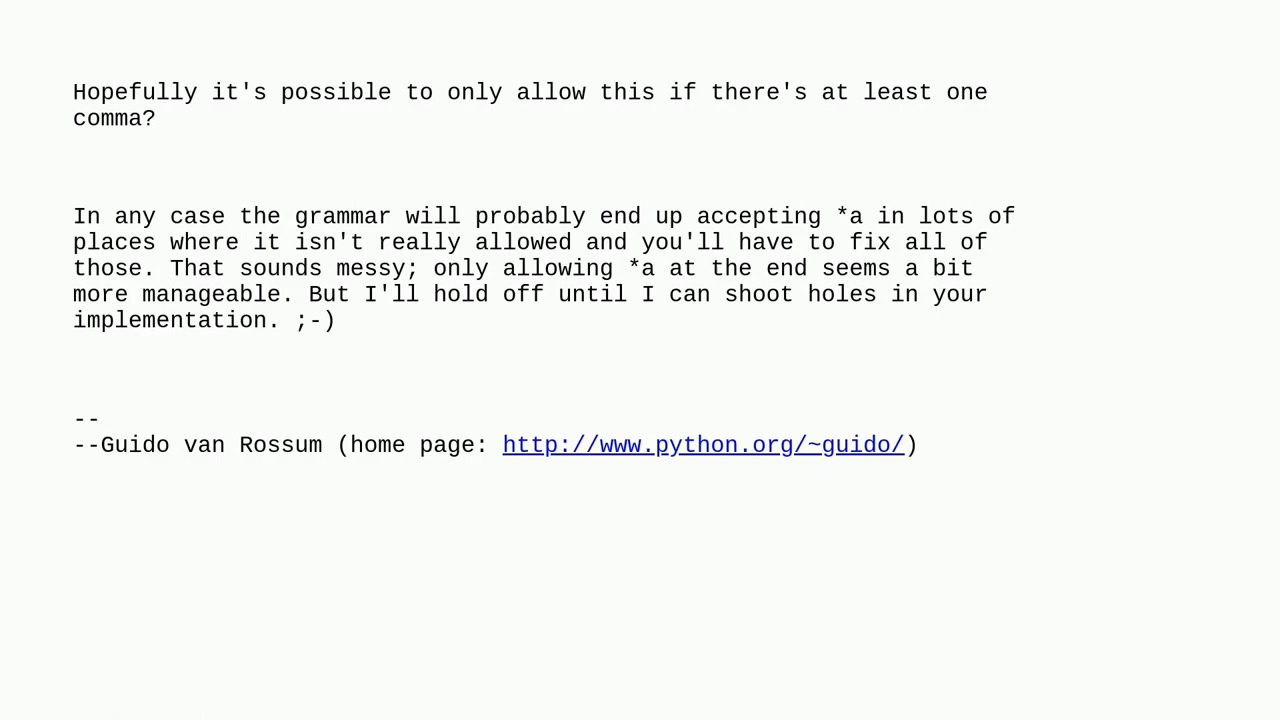 Hopefully it's possible to only allow this if there's at least one
comma?
In any case the grammar will probably end up accepting *a in lots of
places where it isn't really allowed and you'll have to fix all of
those. That sounds messy; only allowing *a at the end seems a bit
more manageable. But I'll hold off until I can shoot holes in your
implementation. ;-)
--
--Guido van Rossum (home page: http://www.python.org/~guido/)